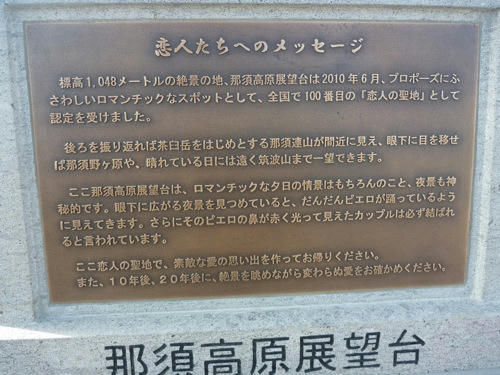 恋人たちへのメッセージ
標高1,048メートルの絶景の地、那須高原展望台は2010年6月、プロポーズにふ
さわしいロマンチックなスポットとして、全国で100番目の「恋人の聖地」として
認定を受けました。
後ろを振り返れば茶臼岳をはじめとする那須連山が間近に見え、眼下に目を移せ
ば那須野ヶ原や、晴れている日には遠く筑波山まで一望できます。
ここ那須高原展望台は、ロマンチックな夕日の情景はもちろんのこと、夜景も神
秘的です。眼下に広がる夜景を見つめていると、だんだんピエロが踊っているように
見えてきます。さらにそのピエロの鼻が赤く光って見えたカップルは必ず結ばれ
ると言われています。
ここ恋人の聖地で、素敵な愛の思い出を作ってお帰りください。
また、10年後、20年後に、絶景を眺めながら変わらぬ愛をお確かめください。
那須高原展望台